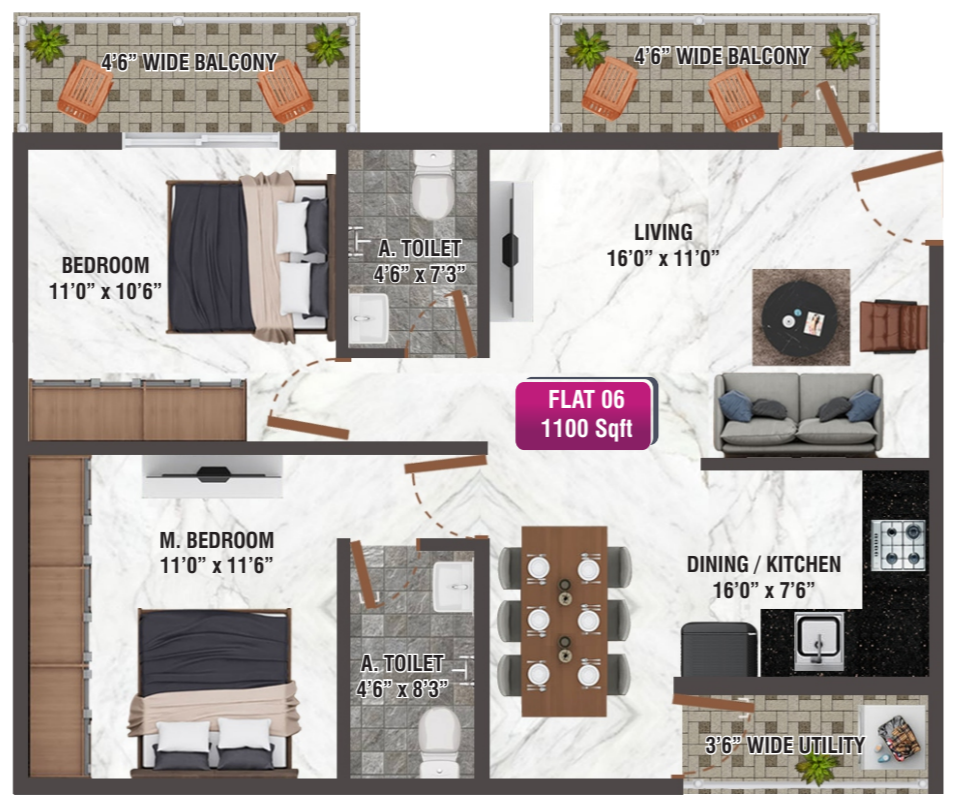 4’6” WIDE BALCONY
4’6” WIDE BALCONY
BEDROOM
11’0” x 10’6”
A. TOILET
4’6” x 7’3”
LIVING
16’0” x 11’0”
FLAT 06
1100 Sqft
M. BEDROOM
11’0” x 11’6”
DINING / KITCHEN
16’0” x 7’6”
A. TOILET
4’6” x 8’3”
3’6” WIDE UTILITY